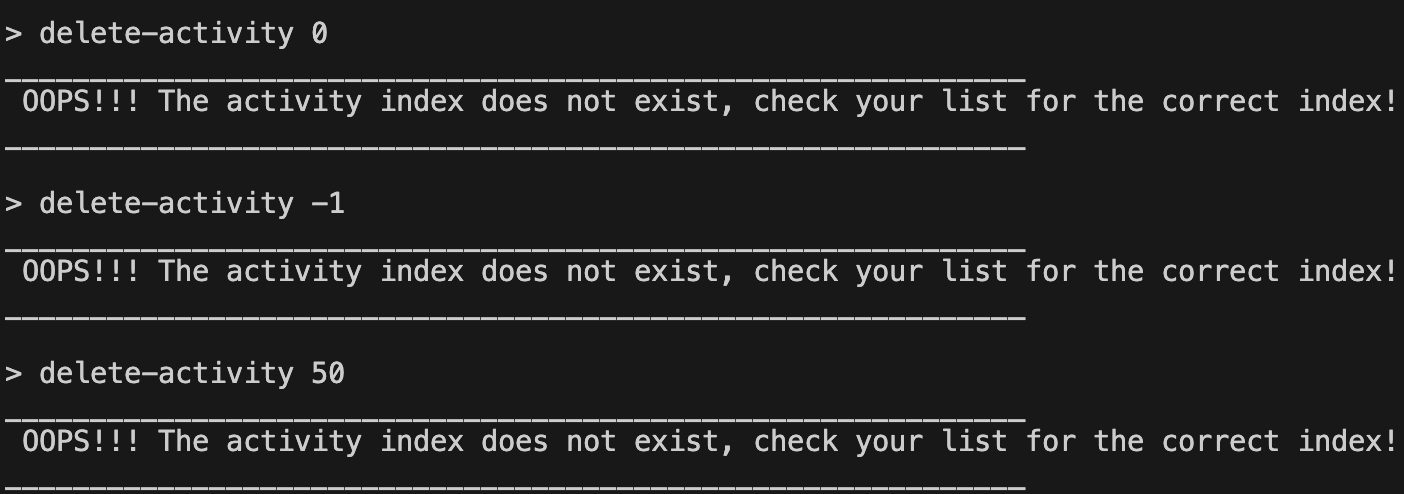 > delete-activity 0
____________________________________________________________
OOPS!!! The activity index does not exist, check your list for the correct index!
____________________________________________________________
> delete-activity -1
____________________________________________________________
OOPS!!! The activity index does not exist, check your list for the correct index!
____________________________________________________________
> delete-activity 50
____________________________________________________________
OOPS!!! The activity index does not exist, check your list for the correct index!
____________________________________________________________